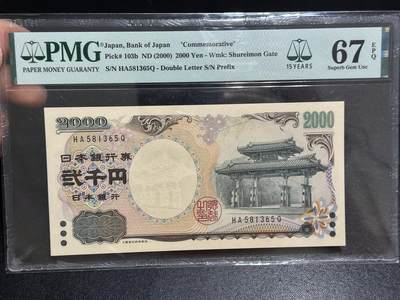 PMG
PAPER MONEY GUARANTY
Japan, Bank of Japan "Commemorative"
Pick# 103b ND (2000) 2000 Yen - Wmk: Shureimon Gate
S/N HA581365Q - Double Letter S/N Prefix
15 YEARS
67
EPQ
Superb Gem Unc
2000
2000
HA581365Q
日本銀行券
弐千円
日本銀行
HA581365Q